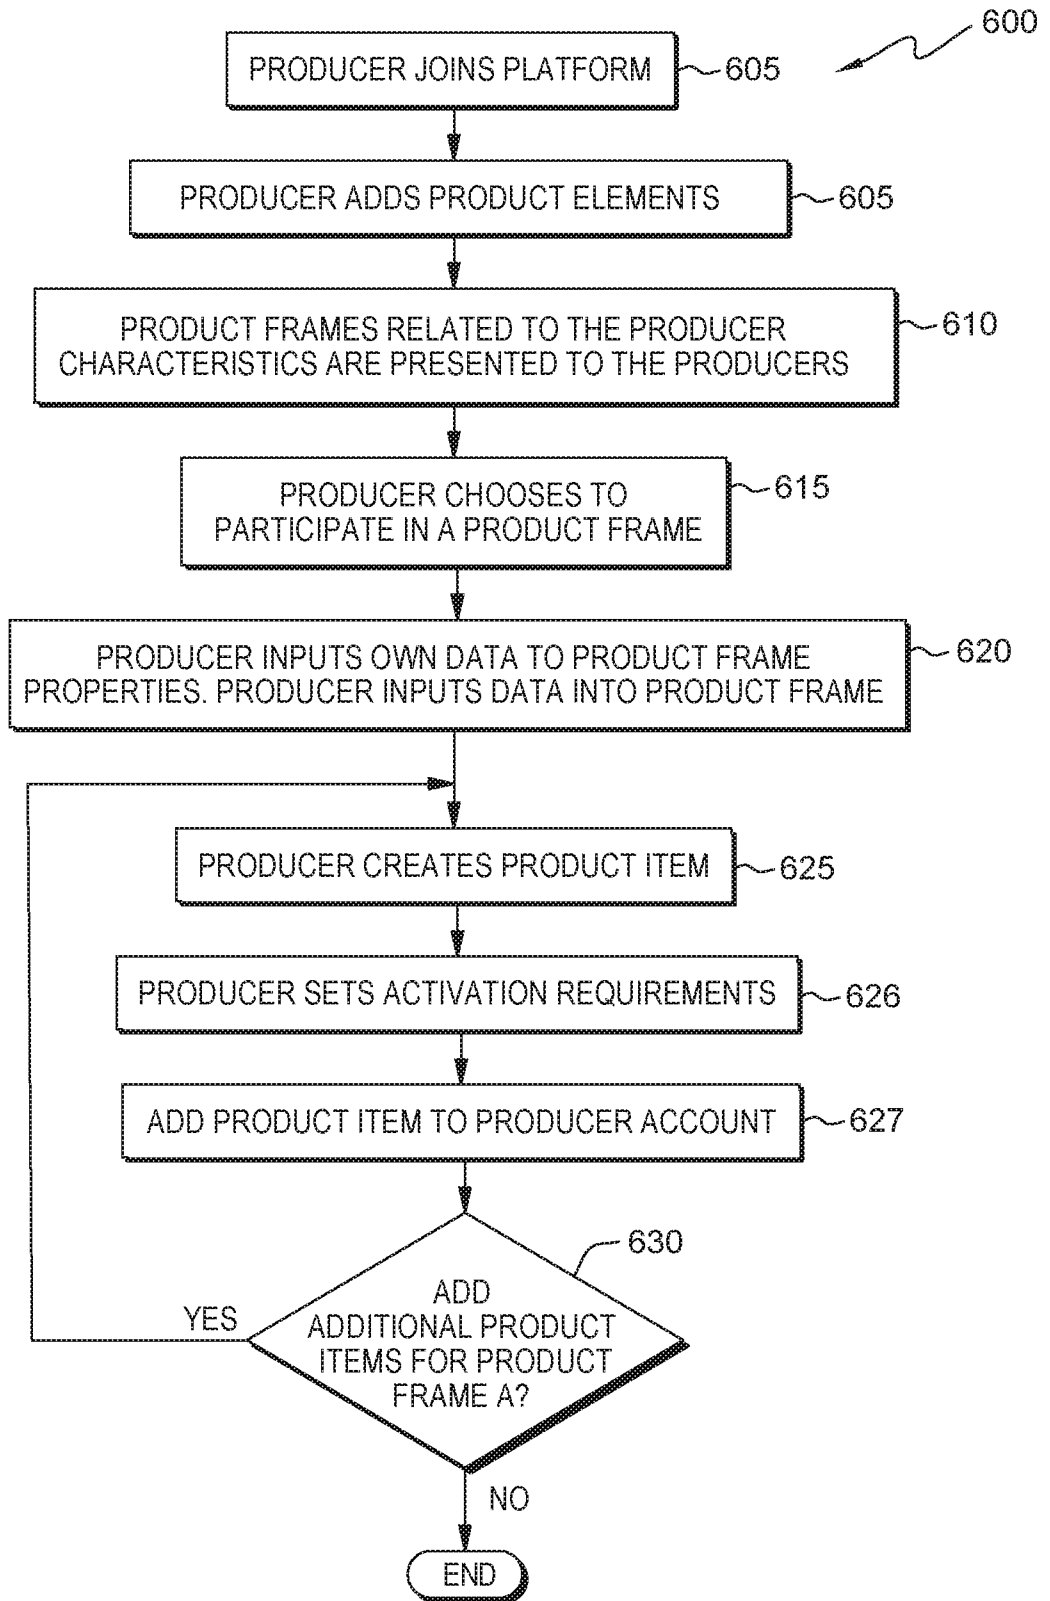 600
PRODUCER JOINS PLATFORM
605
PRODUCER ADDS PRODUCT ELEMENTS
605
PRODUCT FRAMES RELATED TO THE PRODUCER
CHARACTERISTICS ARE PRESENTED TO THE PRODUCERS
610
PRODUCER CHOOSES TO
PARTICIPATE IN A PRODUCT FRAME
615
PRODUCER INPUTS OWN DATA TO PRODUCT FRAME
PROPERTIES. PRODUCER INPUTS DATA INTO PRODUCT FRAME
620
PRODUCER CREATES PRODUCT ITEM
625
PRODUCER SETS ACTIVATION REQUIREMENTS
626
ADD PRODUCT ITEM TO PRODUCER ACCOUNT
627
630
ADD
ADDITIONAL PRODUCT
ITEMS FOR PRODUCT
FRAME A?
YES
NO
END